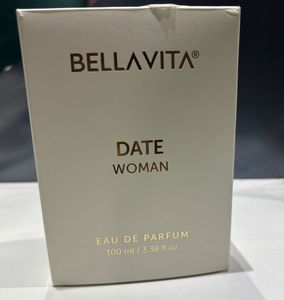 BELLAVITA®
DATE
WOMAN
EAU DE PARFUM
100 ml / 3.38 fl.oz